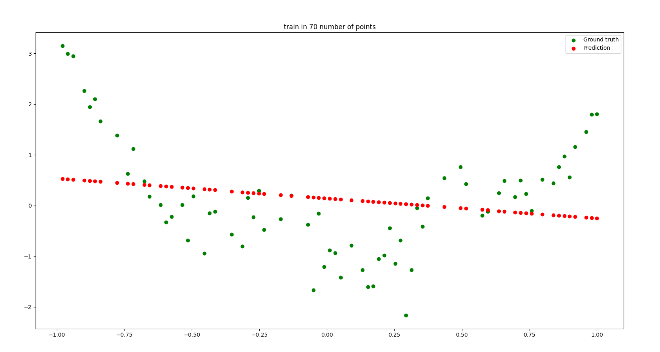 train in 70 number of points
Ground truth
Prediction
3
2
1
0
−1
−2
−1.00 −0.75 −0.50 −0.25 0.00 0.25 0.50 0.75 1.00